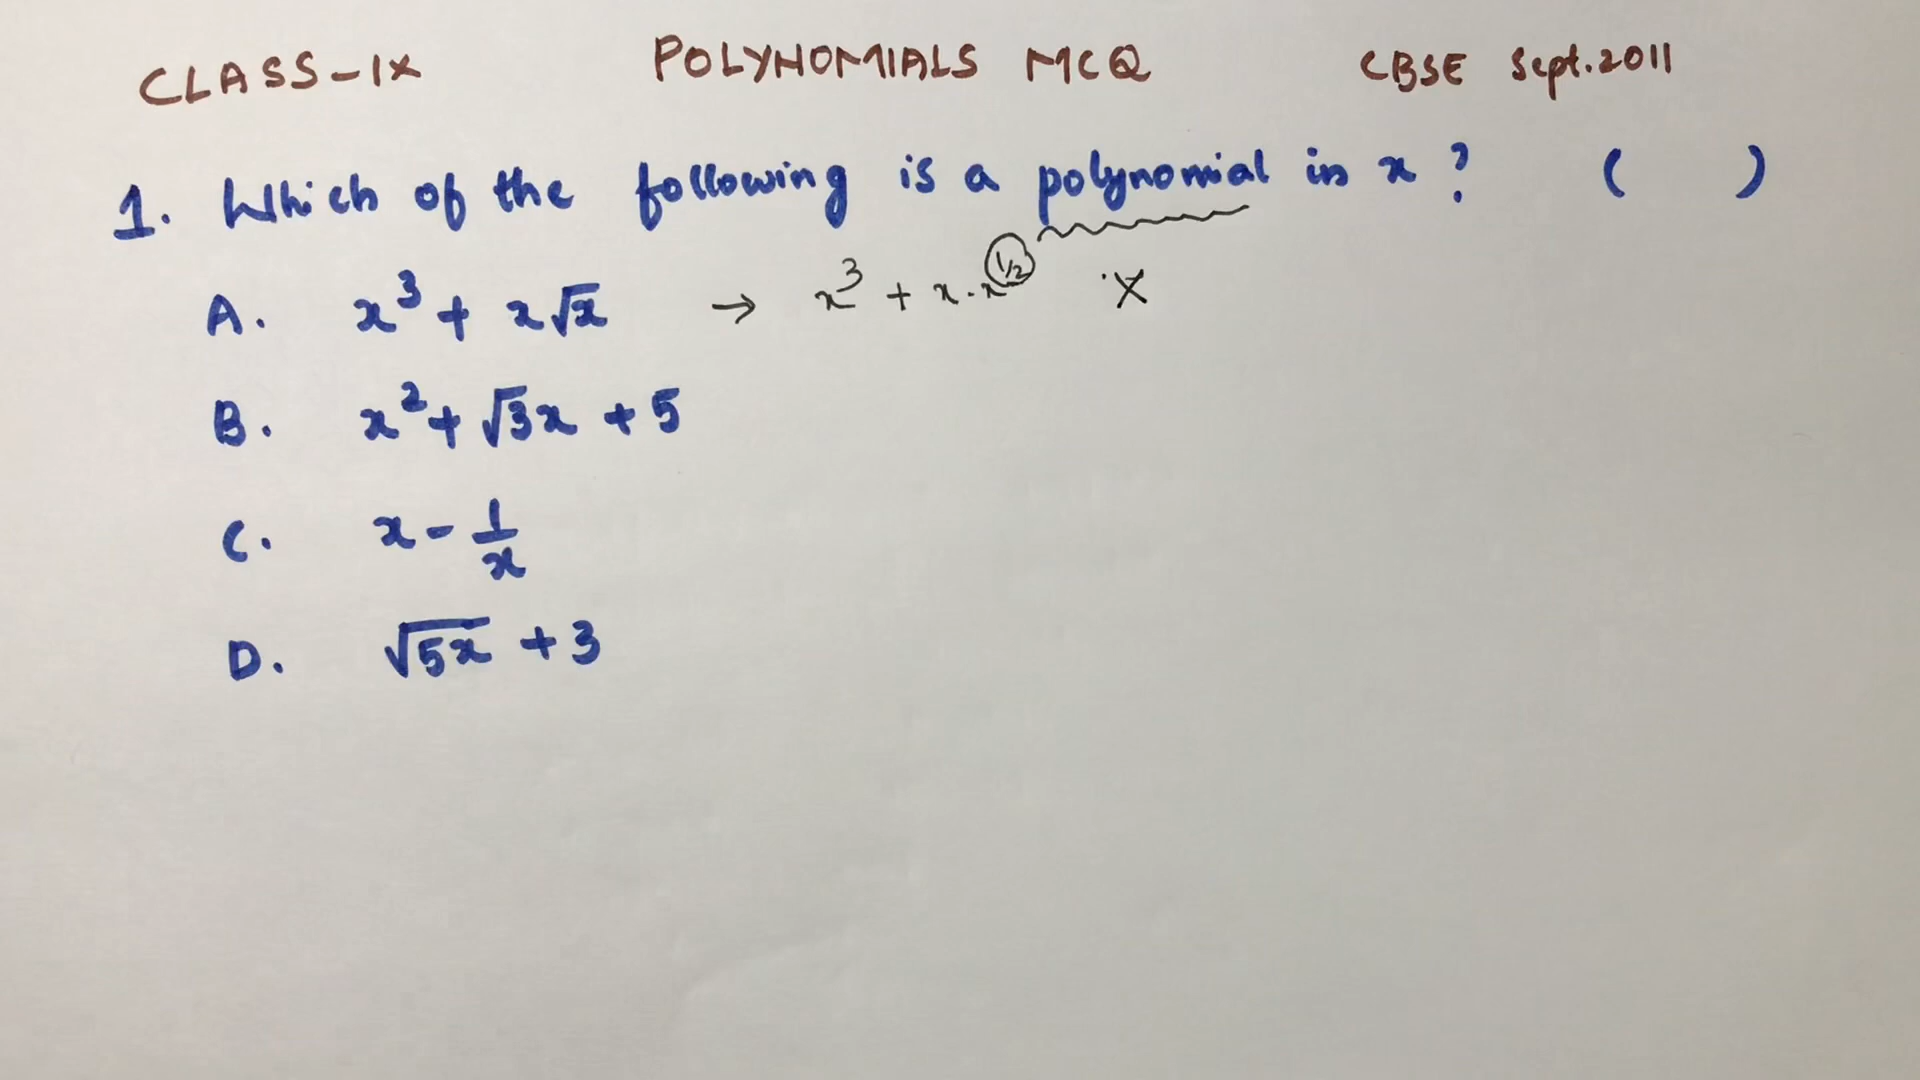 CLASS-IX POLYNOMIALS MCQ CBSE Sept.2011
1. Which of the following is a polynomial in x? ( )
A. x³ + x√x → x³ + x.x^1/2 X
B. x² + √3x + 5
C. x - 1/x
D. √5x + 3